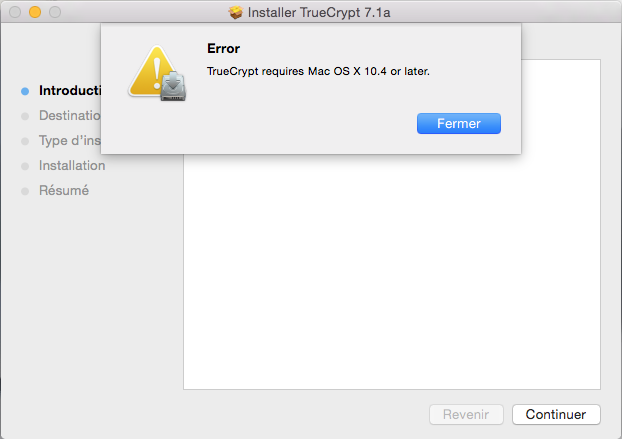 Installer TrueCrypt 7.1a
Error
TrueCrypt requires Mac OS X 10.4 or later.
Fermer
Introducti
Destinatio
Type d'ins
Installation
Résumé
Revenir
Continuer